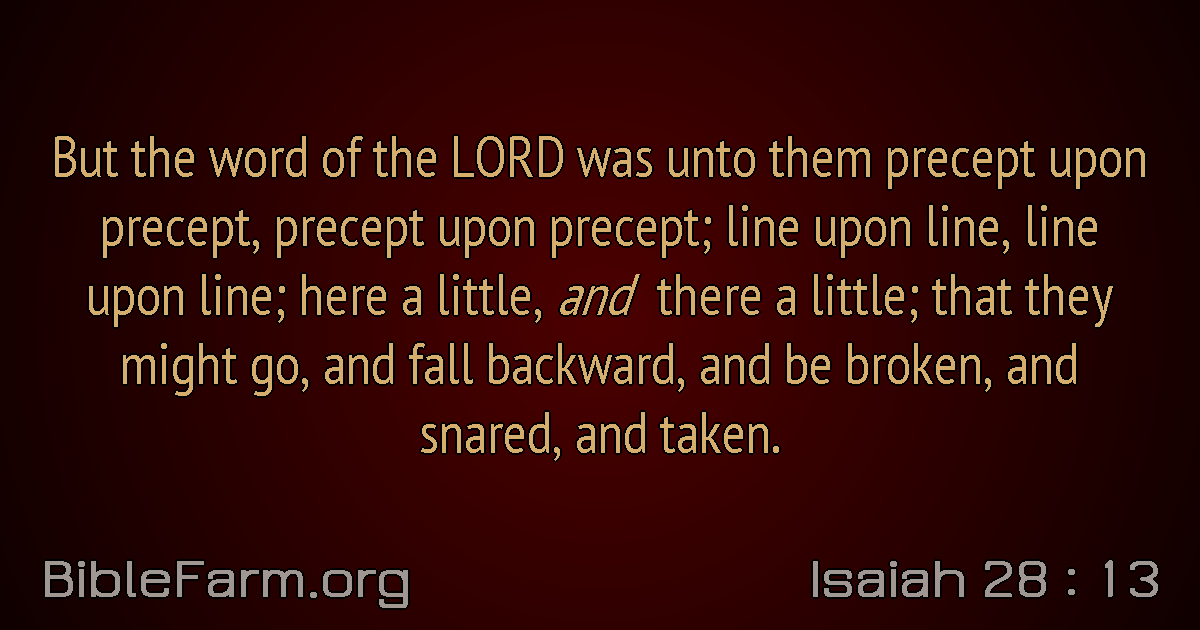 But the word of the LORD was unto them precept upon
precept, precept upon precept; line upon line, line
upon line; here a little, and there a little; that they
might go, and fall backward, and be broken, and
snared, and taken.
BibleFarm.org
Isaiah 28 : 13